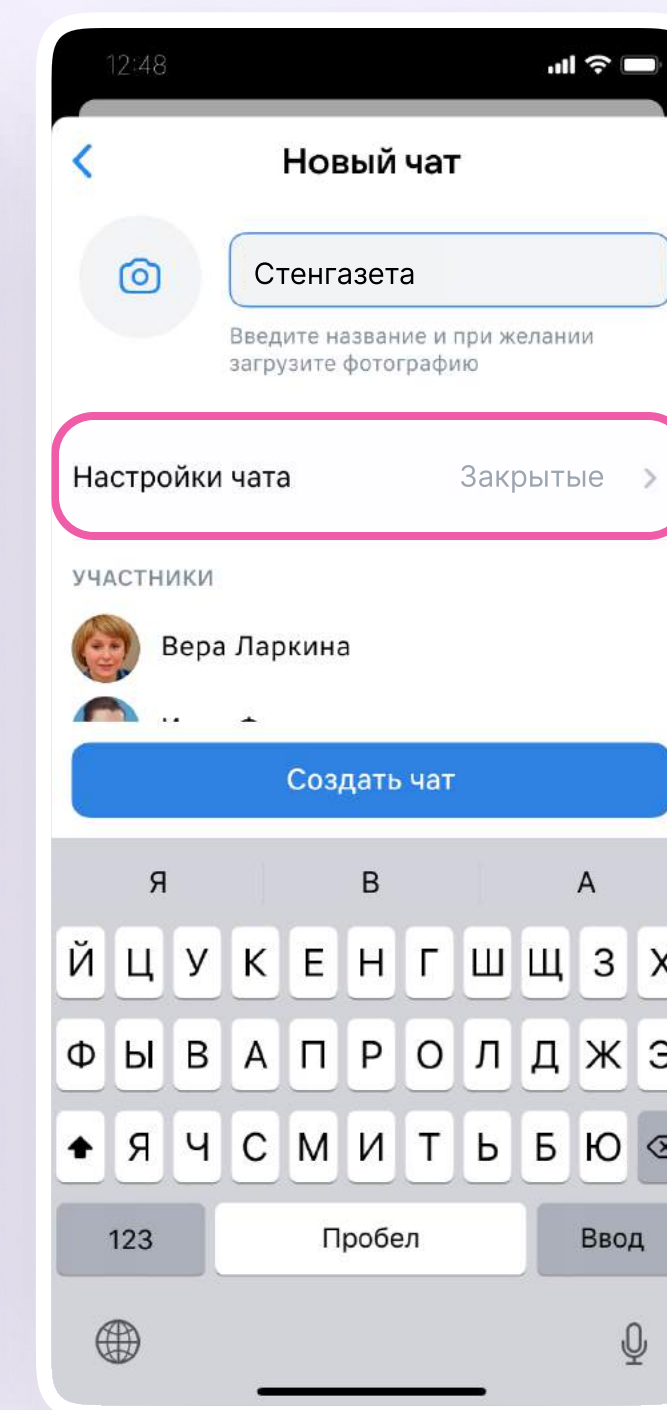 12:48
Новый чат
Стенгазета
Введите название и при желании
загрузите фотографию
Настройки чата Закрытые
УЧАСТНИКИ
Вера Ларкина
Создать чат
Я В А
Й Ц У К Е Н Г Ш Щ З Х
Ф Ы В А П Р О Л Д Ж Э
Я Ч С М И Т Ь Б Ю
123 Пробел Ввод